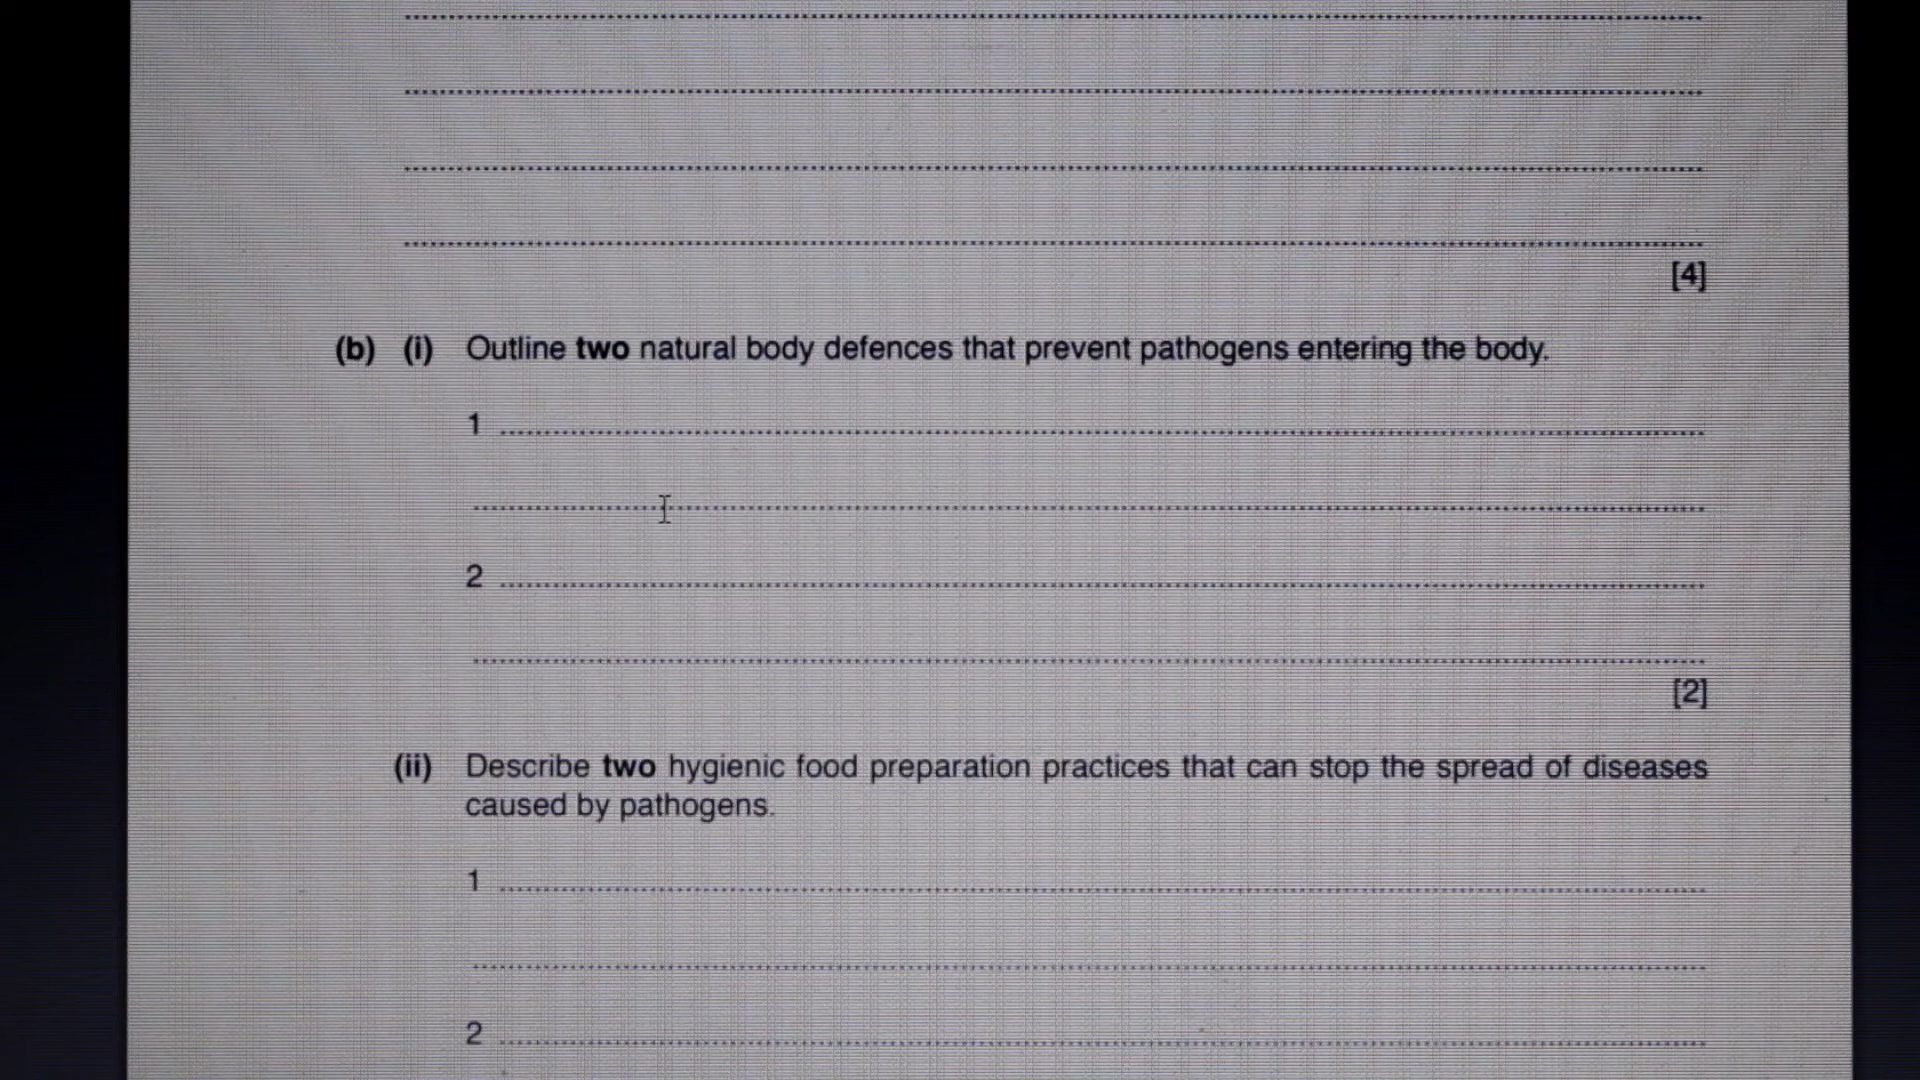 [4]
(b) (i) Outline two natural body defences that prevent pathogens entering the body.
1
2
[2]
(ii) Describe two hygienic food preparation practices that can stop the spread of diseases
caused by pathogens.
1
2